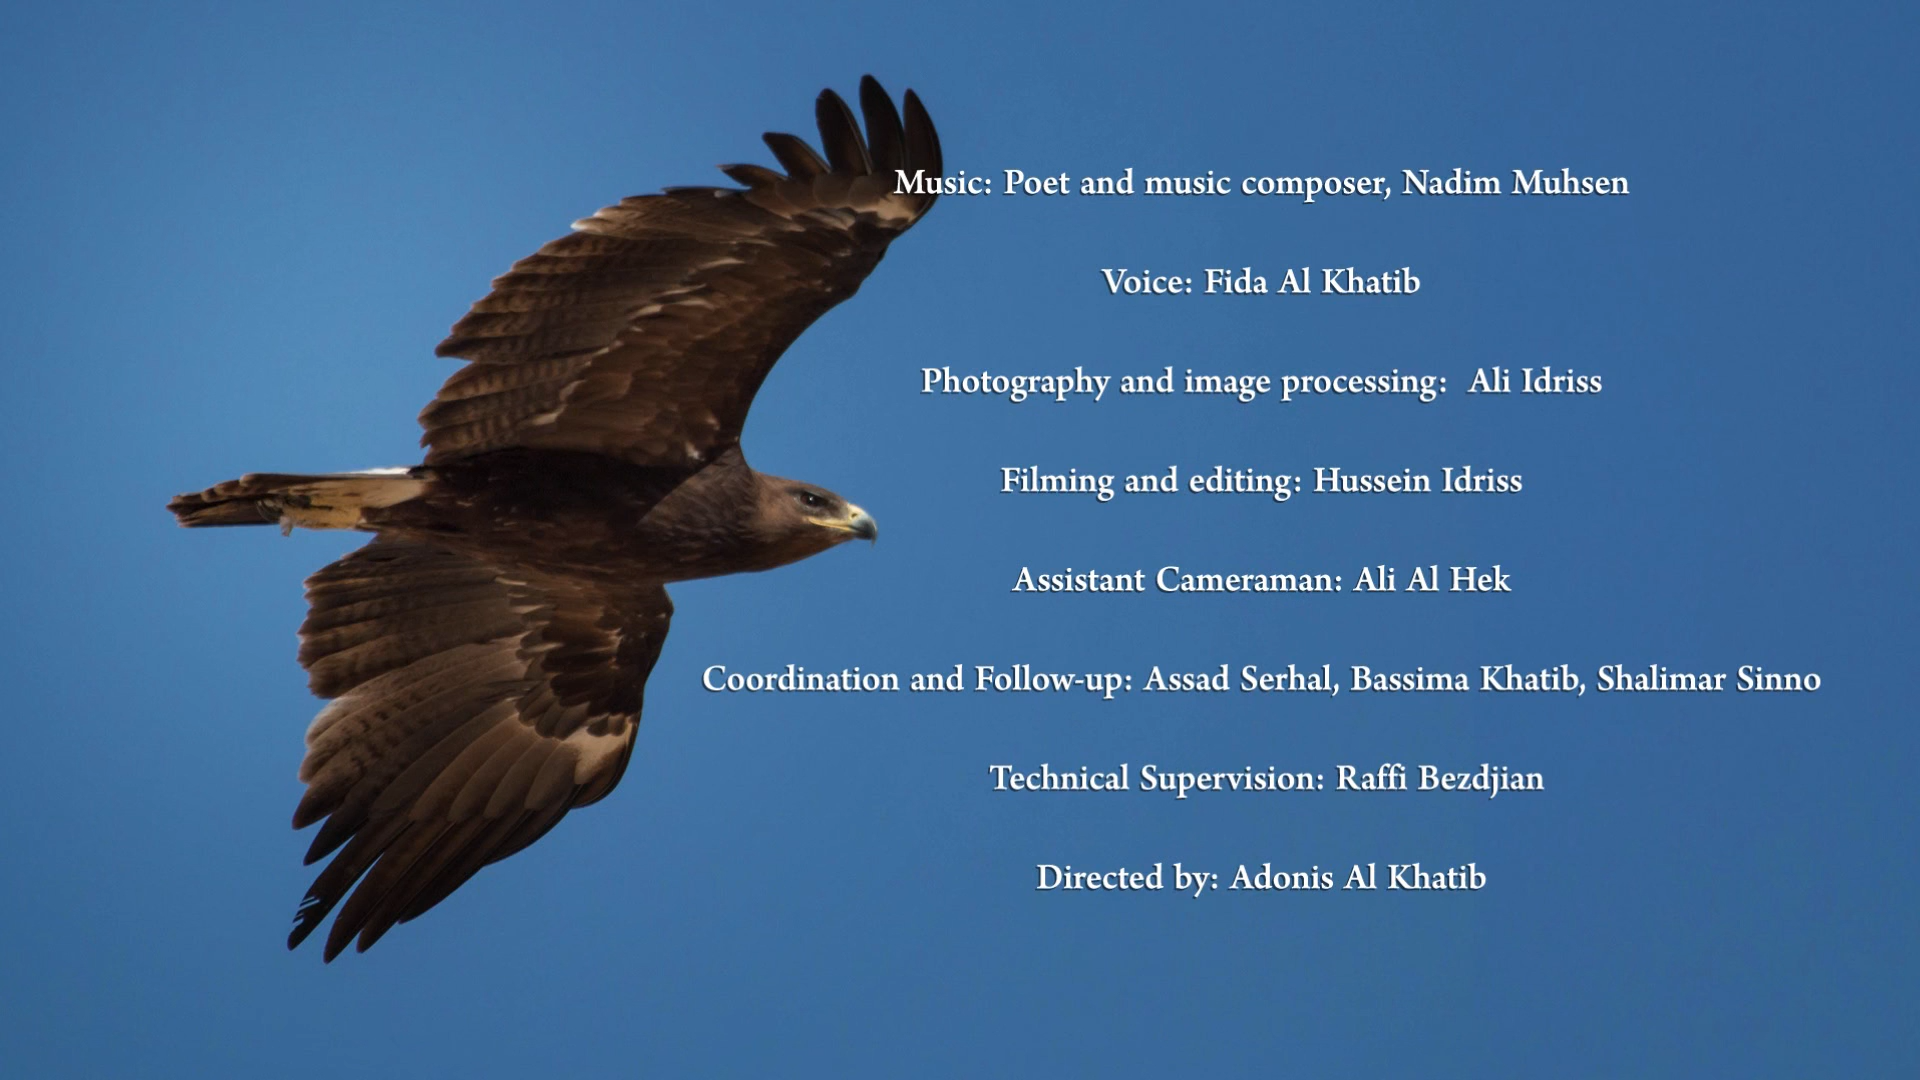 Music: Poet and music composer, Nadim Muhsen
Voice: Fida Al Khatib
Photography and image processing:  Ali Idriss
Filming and editing: Hussein Idriss
Assistant Cameraman: Ali Al Hek
Coordination and Follow-up: Assad Serhal, Bassima Khatib, Shalimar Sinno
Technical Supervision: Raffi Bezdjian
Directed by: Adonis Al Khatib